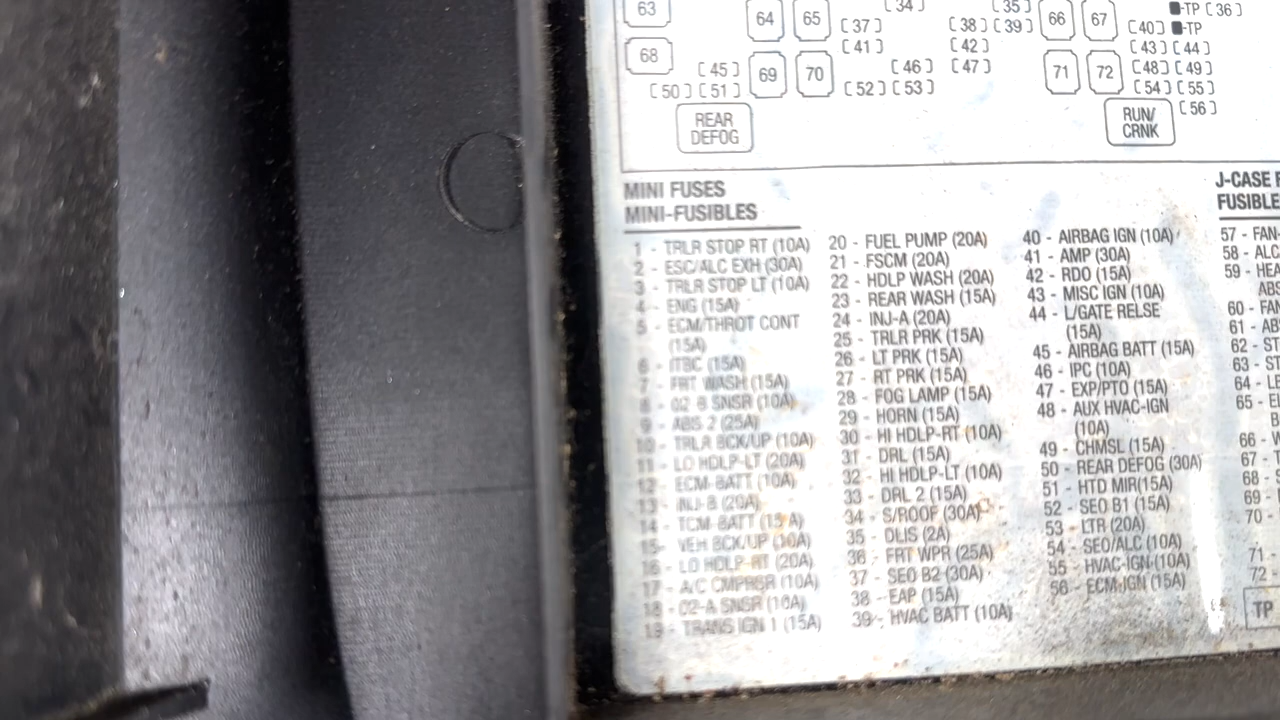 63 64 65 [34] [35] 66 67 ■-TP [36]
[37] [38] [39] [40] ■-TP
68 [41] [42] [43] [44]
[45] 69 70 [46] [47] 71 72 [48] [49]
[50] [51] [52] [53] [54] [55]
[56]
REAR
DEFOG
RUN/
CRNK
MINI FUSES
MINI-FUSIBLES
1 - TRLR STOP RT (10A)
2 - ESC/ALC EXH (30A)
3 - TRLR STOP LT (10A)
4 - ENG (15A)
5 - ECM/THROT CONT
(15A)
6 - ITBC (15A)
7 - FRT WASH (15A)
8 - O2-B SNSR (10A)
9 - ABS 2 (25A)
10 - TRLR BCK/UP (10A)
11 - LO HDLP-LT (20A)
12 - ECM-BATT (10A)
13 - INJ-B (20A)
14 - TCM-BATT (15A)
15 - VEH BCK/UP (30A)
16 - LO HDLP-RT (20A)
17 - A/C CMPRSR (10A)
18 - O2-A SNSR (10A)
19 - TRANS IGN 1 (15A)
20 - FUEL PUMP (20A)
21 - FSCM (20A)
22 - HDLP WASH (20A)
23 - REAR WASH (15A)
24 - INJ-A (20A)
25 - TRLR PRK (15A)
26 - LT PRK (15A)
27 - RT PRK (15A)
28 - FOG LAMP (15A)
29 - HORN (15A)
30 - HI HDLP-RT (10A)
31 - DRL (15A)
32 - HI HDLP-LT (10A)
33 - DRL 2 (15A)
34 - S/ROOF (30A)
35 - DLIS (2A)
36 - FRT WPR (25A)
37 - SEO B2 (30A)
38 - EAP (15A)
39 - HVAC BATT (10A)
40 - AIRBAG IGN (10A)
41 - AMP (30A)
42 - RDO (15A)
43 - MISC IGN (10A)
44 - L/GATE RELSE
(15A)
45 - AIRBAG BATT (15A)
46 - IPC (10A)
47 - EXP/PTO (15A)
48 - AUX HVAC-IGN
(10A)
49 - CHMSL (15A)
50 - REAR DEFOG (30A)
51 - HTD MIR(15A)
52 - SEO B1 (15A)
53 - LTR (20A)
54 - SEO/ALC (10A)
55 - HVAC-IGN (10A)
56 - ECM-IGN (15A)
J-CASE
FUSIBLE
57 - FAN-
58 - ALC
59 - HEA
ABS
60 - FAN
61 - AB
62 - ST
63 - ST
64 - LE
65 -
66 -
67 -
68 -
69 -
70 -
71 -
72 -
TP